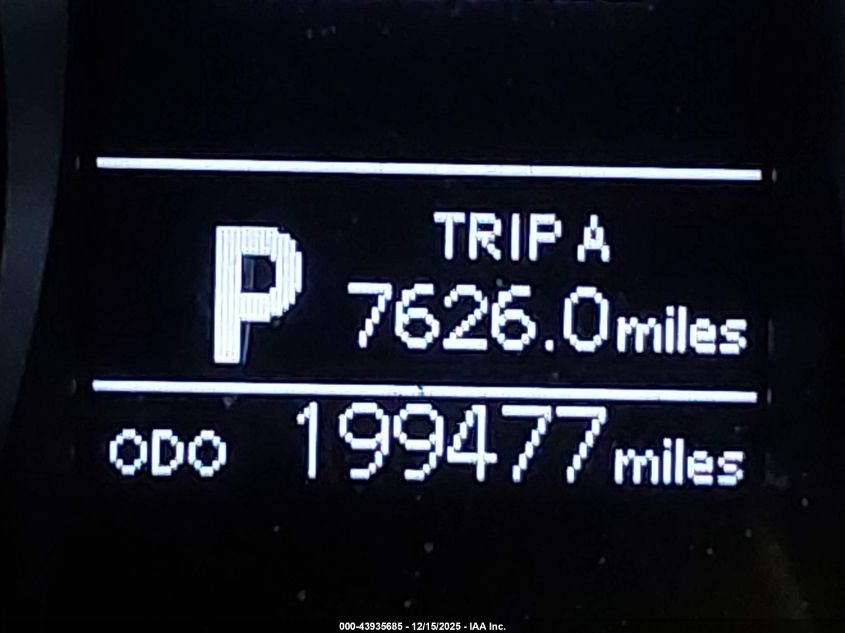 TRIP A
P 7626.0 miles
ODO 199477 miles
000-43935685 - 12/15/2025 - IAA Inc.